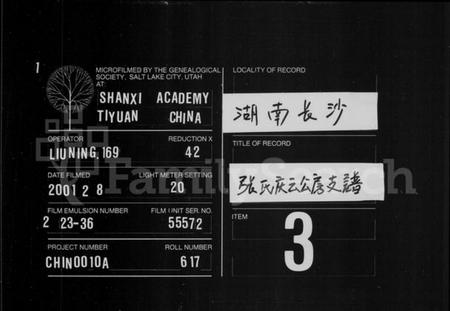 1
MICROFILMED BY THE GENEALOGICAL
SOCIETY, SALT LAKE CITY, UTAH
AT:
SHANXI ACADEMY
TIYUAN CHINA
OPERATOR REDUCTION X
LIUNING,169 42
DATE FILMED LIGHT METER SETTING
2001 2 8 20
FILM EMULSION NUMBER FILM UNIT SER. NO.
2 23-36 55572
PROJECT NUMBER ROLL NUMBER
CHIN0010A 617
LOCALITY OF RECORD
湖南长沙
TITLE OF RECORD
张氏庆云公房支譜
ITEM
3
FamilySearch